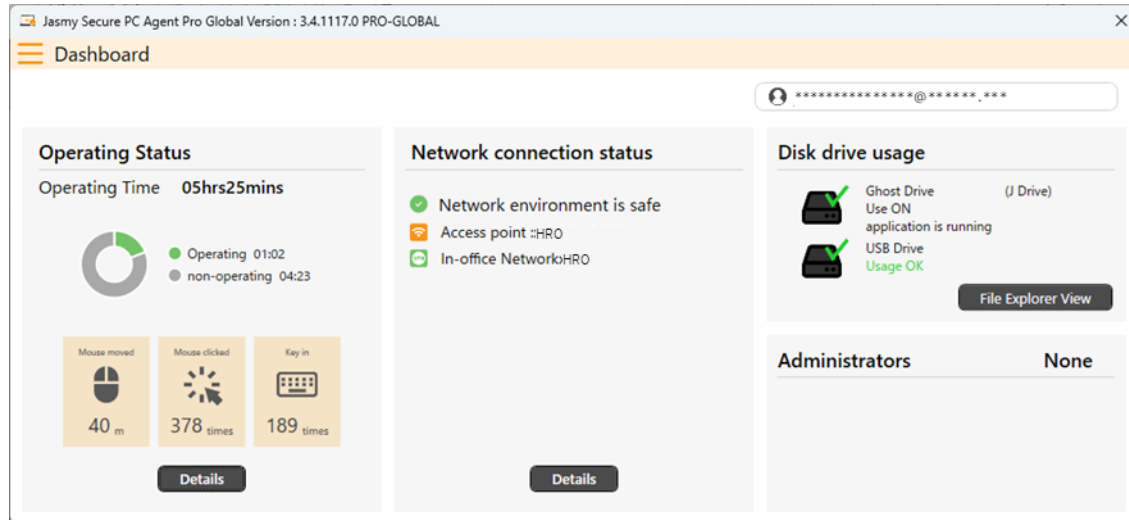 Jasmy Secure PC Agent Pro Global Version : 3.4.1117.0 PRO-GLOBAL
Dashboard
***************@******.***
Operating Status
Operating Time 05hrs25mins
Operating 01:02
non-operating 04:23
Mouse moved
40 m
Mouse clicked
378 times
Key in
189 times
Details
Network connection status
Network environment is safe
Access point ::HRO
In-office Network:HRO
Details
Disk drive usage
Ghost Drive (J Drive)
Use ON
application is running
USB Drive
Usage OK
File Explorer View
Administrators None